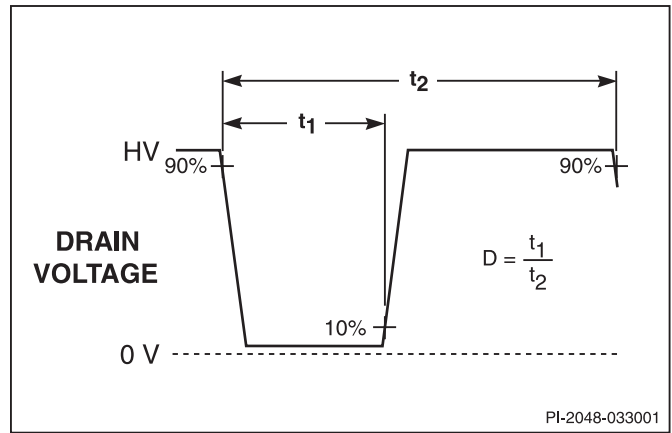 t2
t1
HV
90%
90%
DRAIN
VOLTAGE
D = t1/t2
10%
0 V
PI-2048-033001